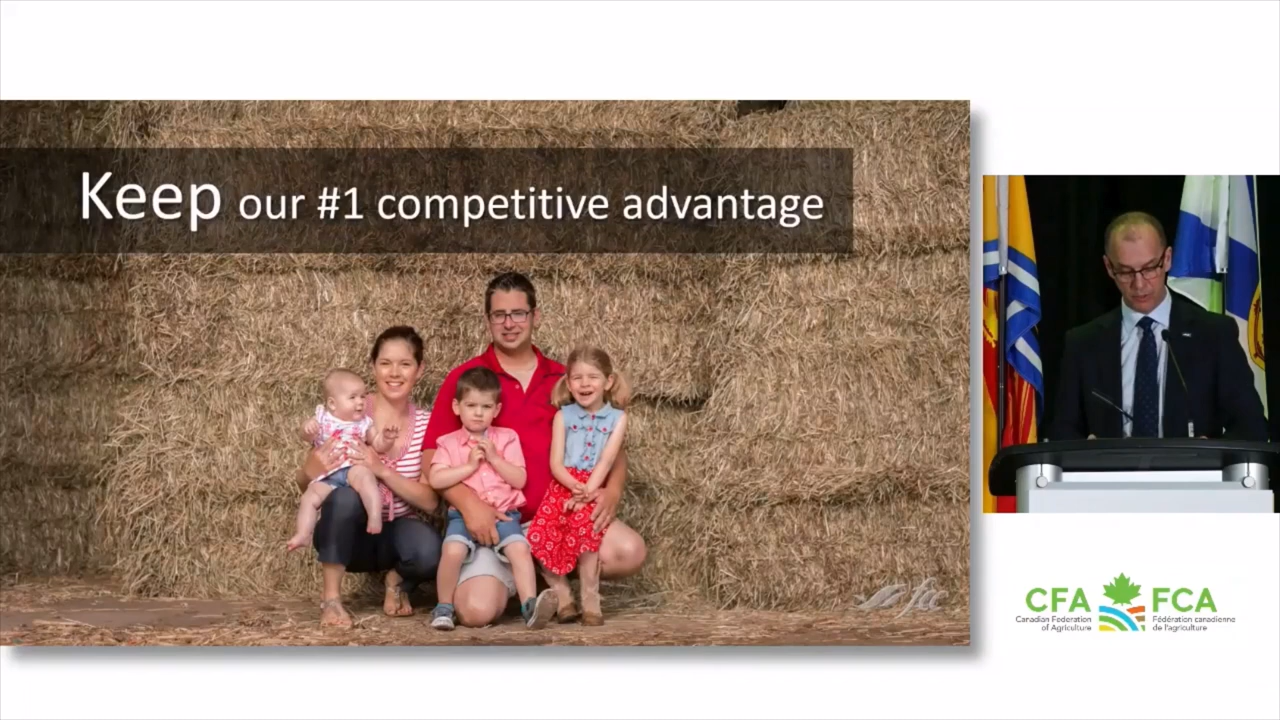 Keep our #1 competitive advantage
CFA FCA
Canadian Federation
of Agriculture
Fédération canadienne
de l'agriculture